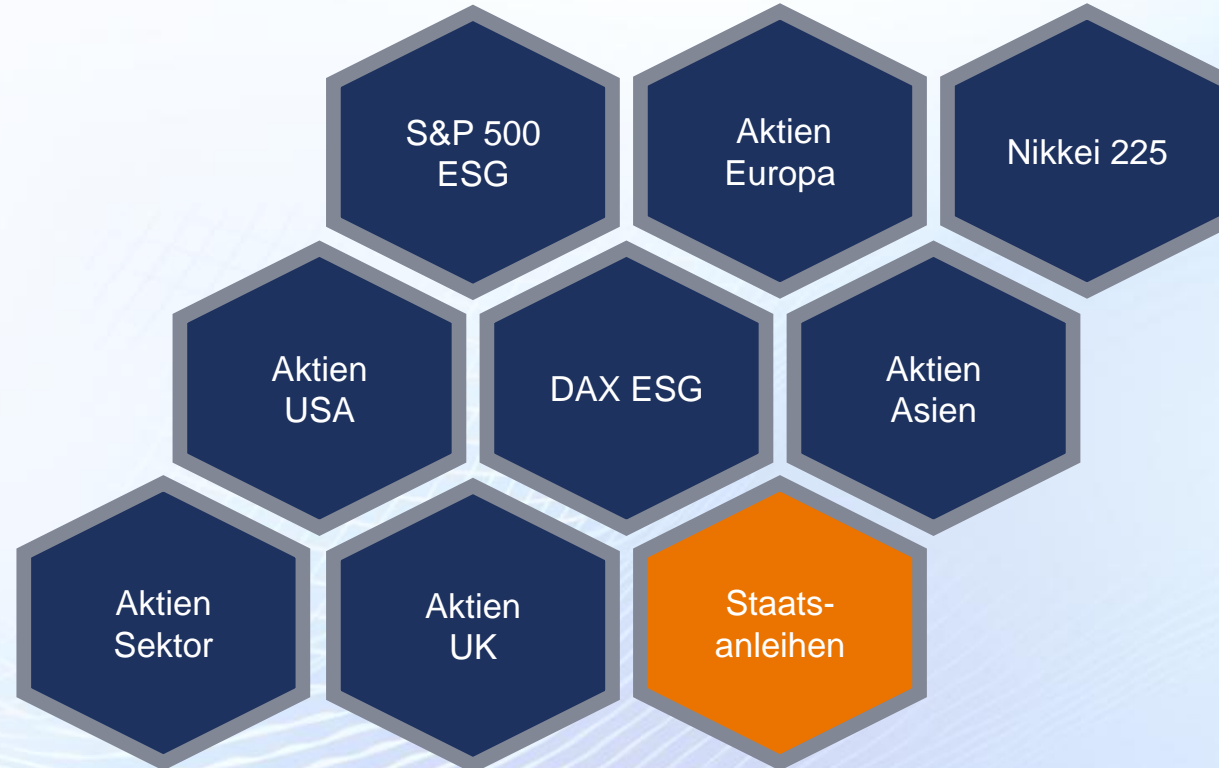 S&P 500
ESG
Aktien
Europa
Nikkei 225
Aktien
USA
DAX ESG
Aktien
Asien
Aktien
Sektor
Aktien
UK
Staats-
anleihen